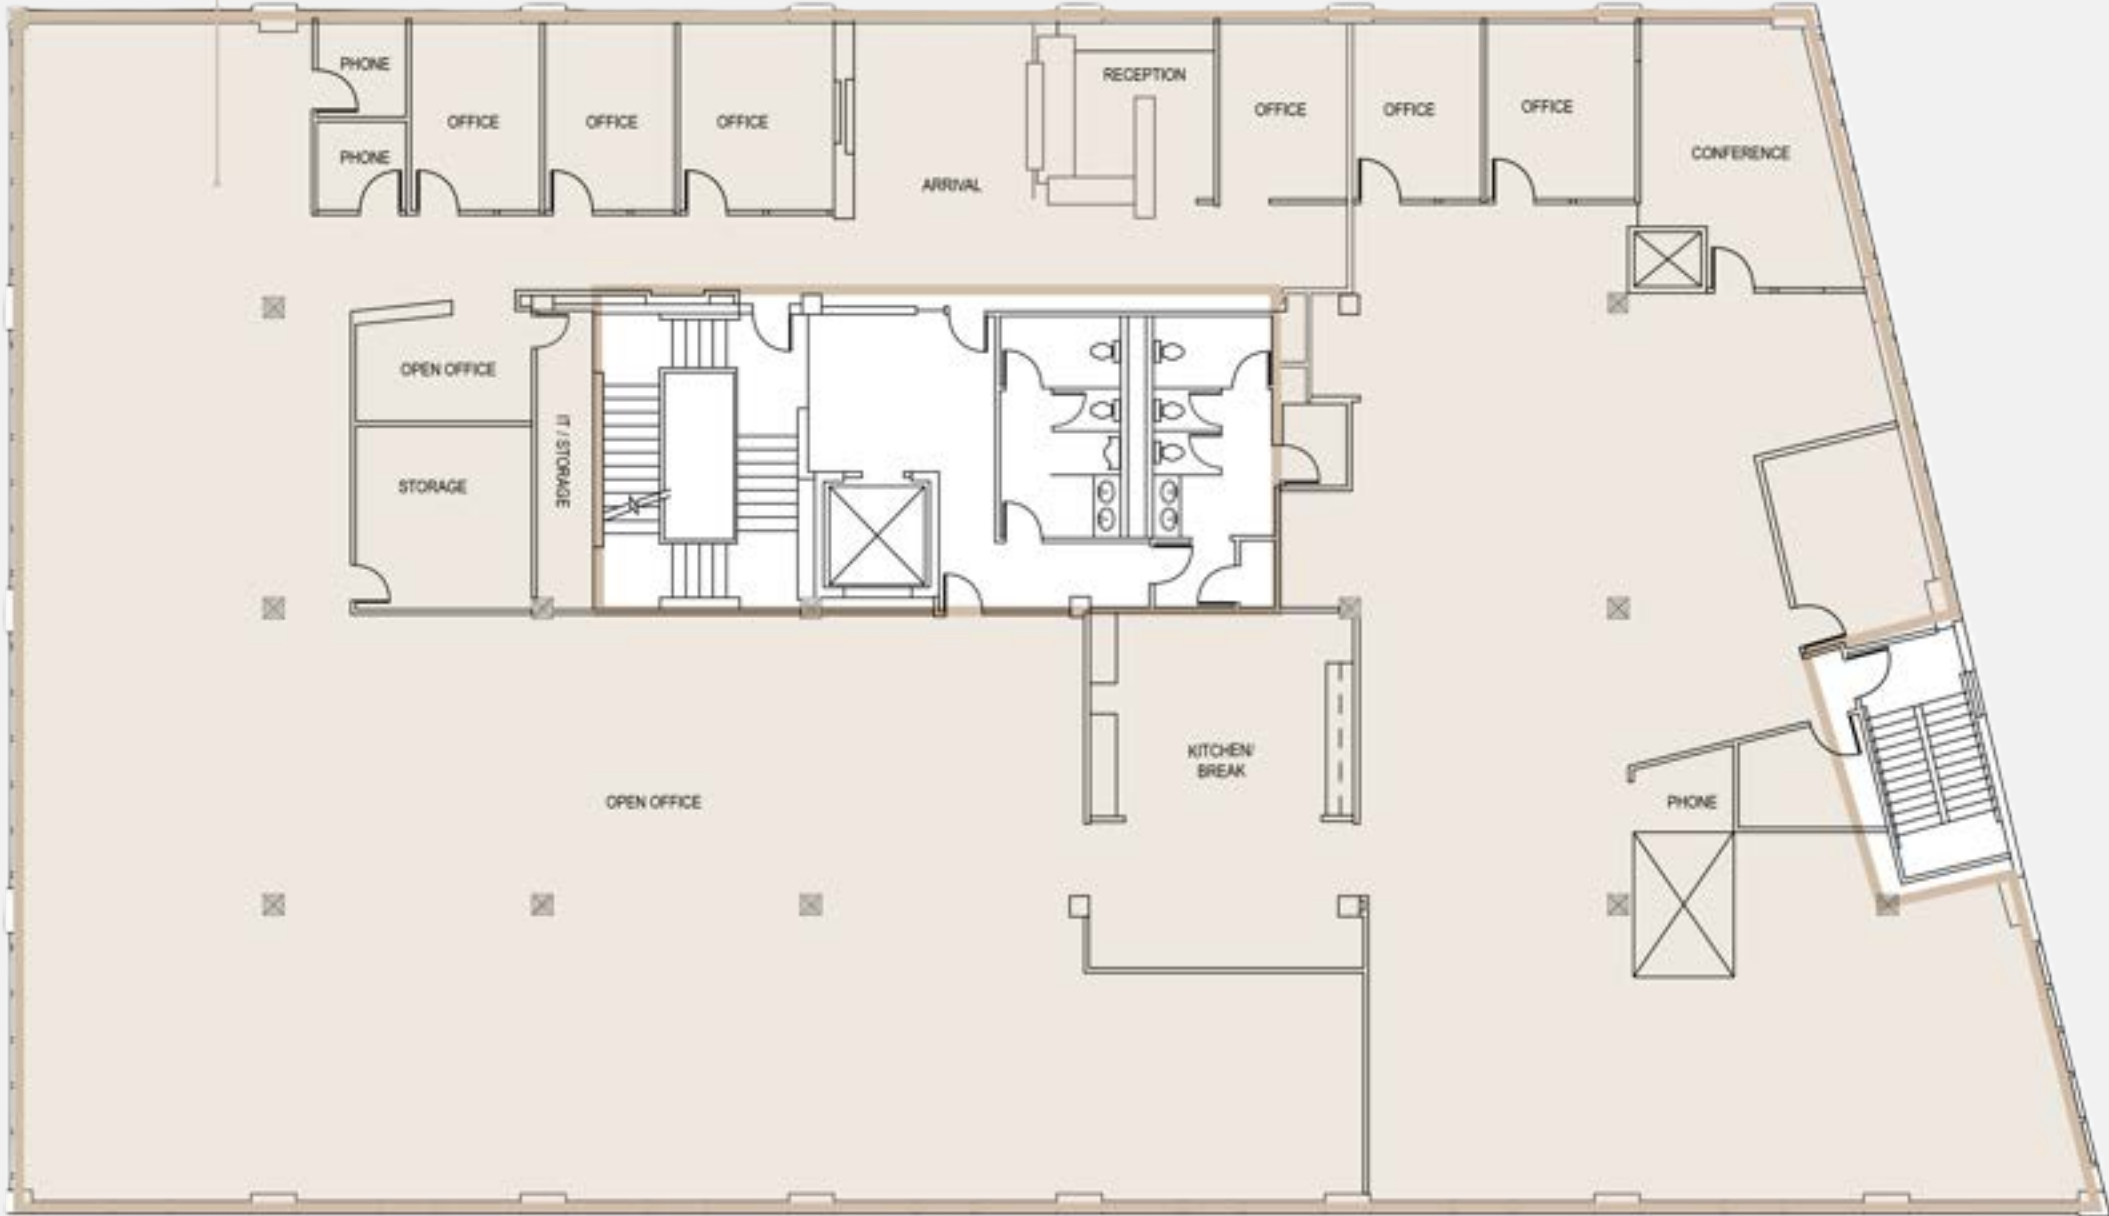 PHONE
RECEPTION
OFFICE
OFFICE
OFFICE
OFFICE
OFFICE
OFFICE
PHONE
CONFERENCE
ARRIVAL
OPEN OFFICE
IT / STORAGE
STORAGE
KITCHEN/
BREAK
OPEN OFFICE
PHONE